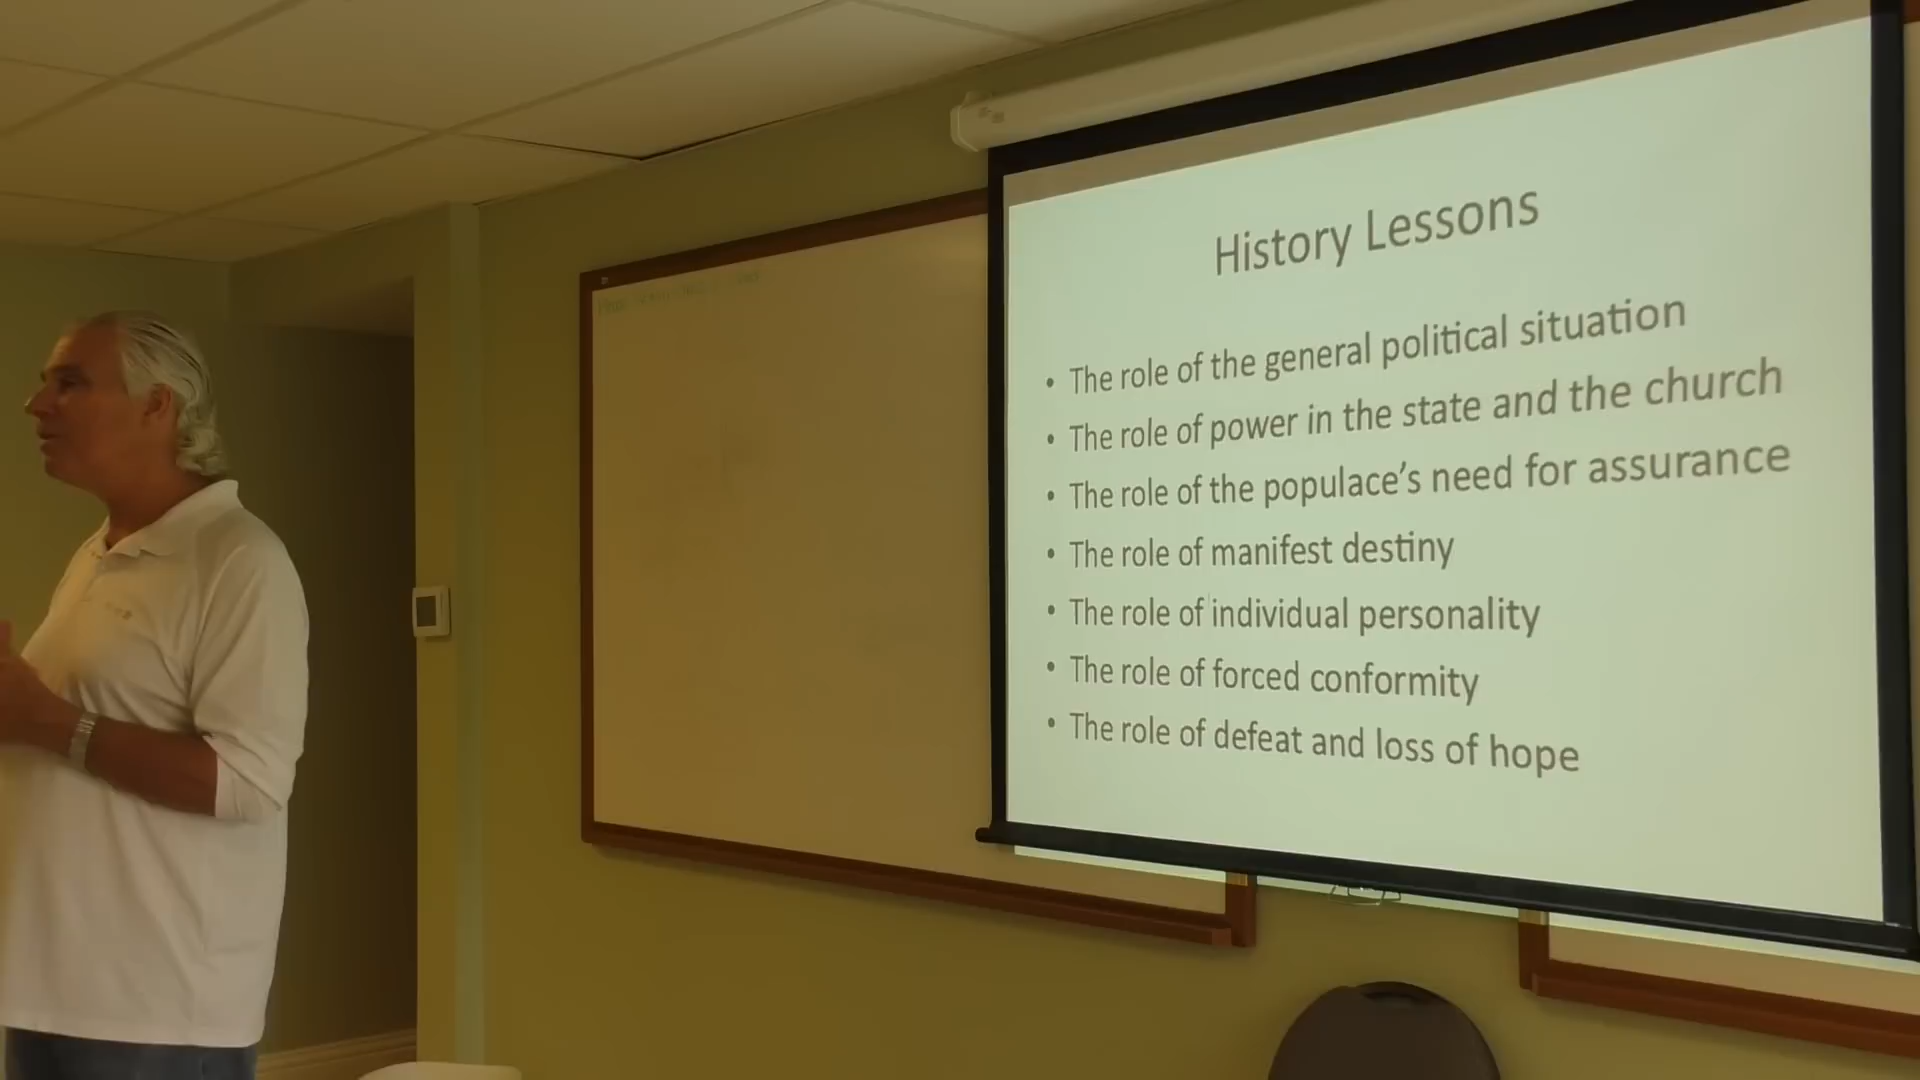 History Lessons
• The role of the general political situation
• The role of power in the state and the church
• The role of the populace's need for assurance
• The role of manifest destiny
• The role of individual personality
• The role of forced conformity
• The role of defeat and loss of hope